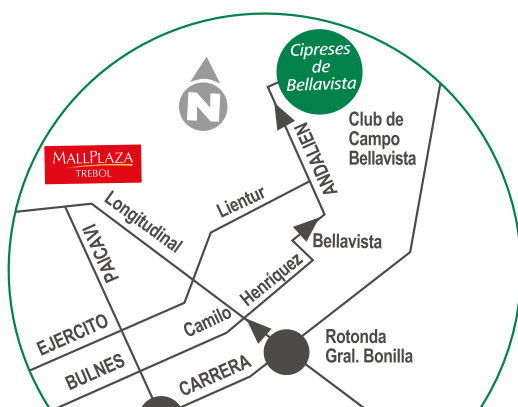 Cipreses
de
Bellavista
N
Club de
Campo
Bellavista
MALLPLAZA
TREBOL
ANDALIEN
Longitudinal
Lientur
PAICAVI
Bellavista
Henríquez
Camilo
EJERCITO
Rotonda
Gral. Bonilla
BULNES
CARRERA